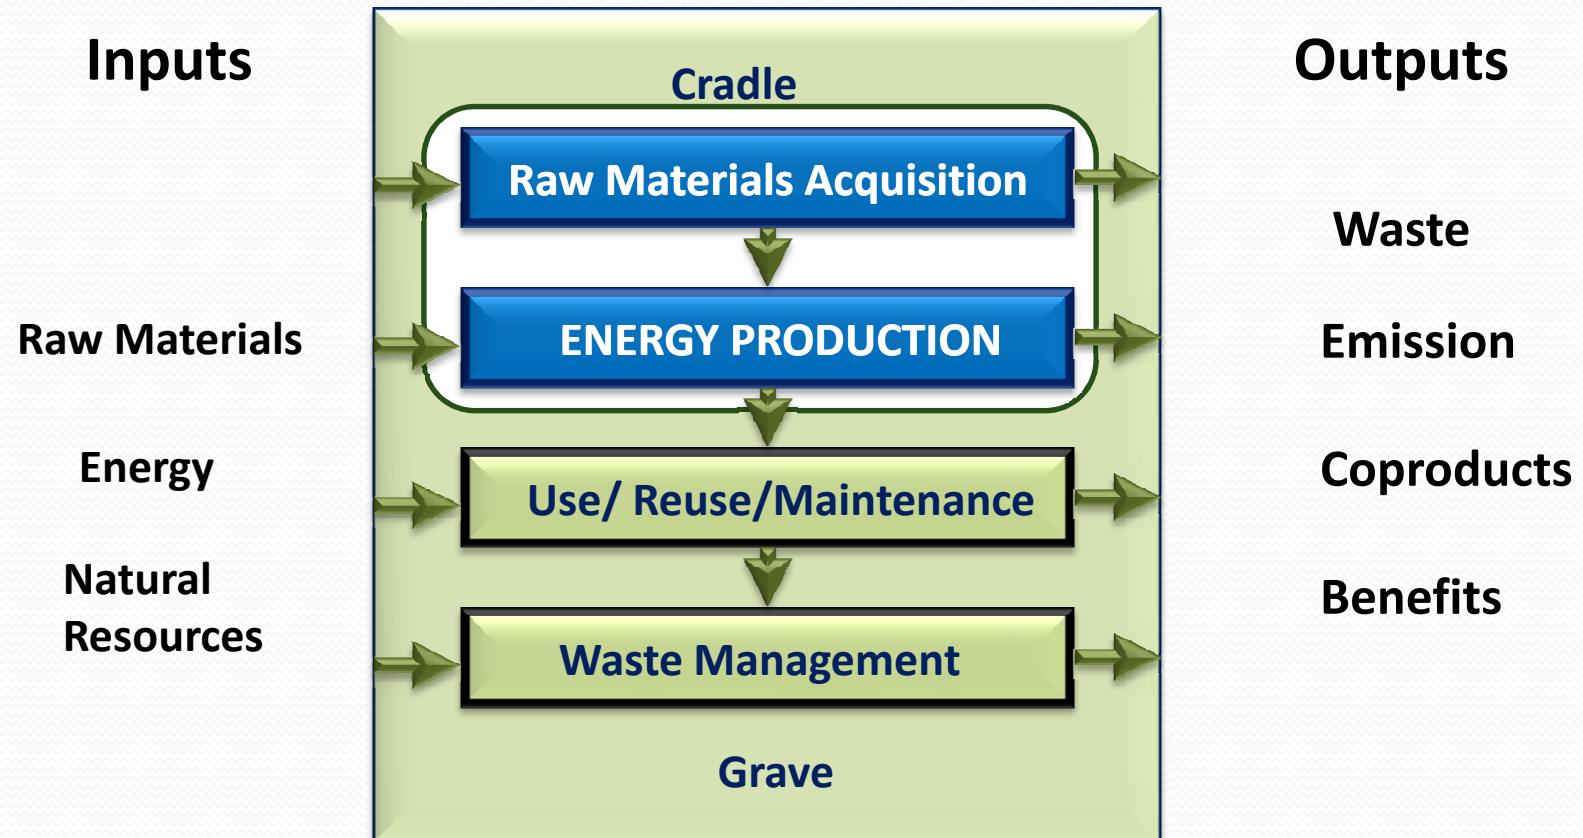 Inputs
Outputs
Cradle
Raw Materials Acquisition
Waste
Raw Materials
ENERGY PRODUCTION
Emission
Energy
Use/ Reuse/Maintenance
Coproducts
Natural
Resources
Benefits
Waste Management
Grave